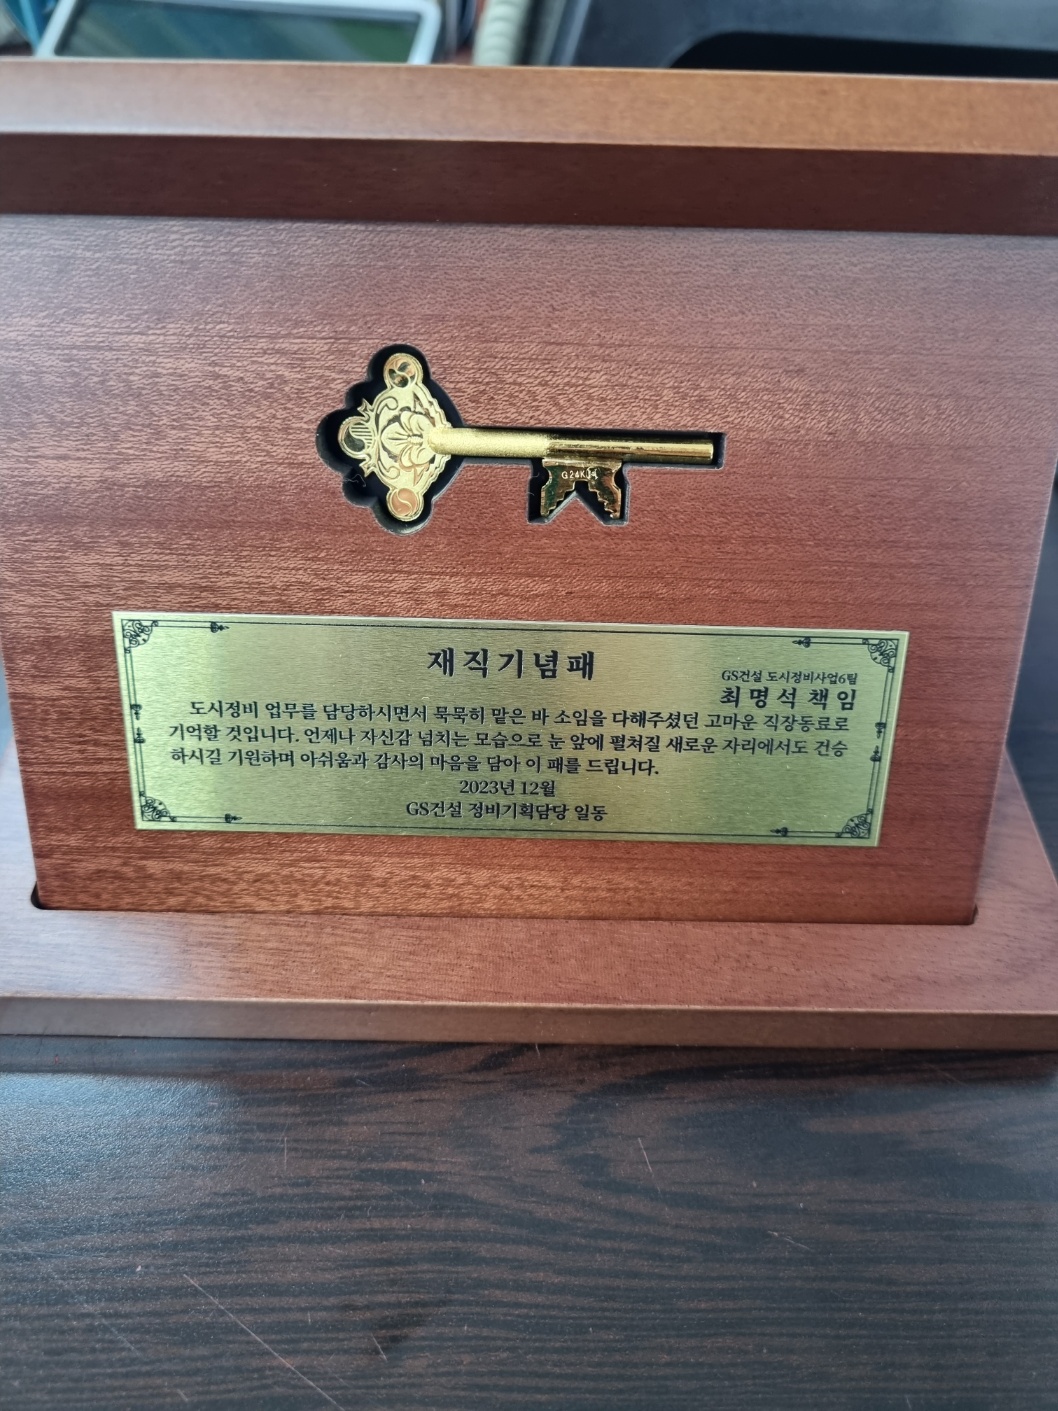 G24K
재직기념패
GS건설 도시정비사업6팀
최명석 책임
도시정비 업무를 담당하시면서 묵묵히 맡은 바 소임을 다해주셨던 고마운 직장동료로
기억할 것입니다. 언제나 자신감 넘치는 모습으로 눈 앞에 펼쳐질 새로운 자리에서도 건승
하시길 기원하며 아쉬움과 감사의 마음을 담아 이 패를 드립니다.
2023년 12월
GS건설 정비기획담당 일동